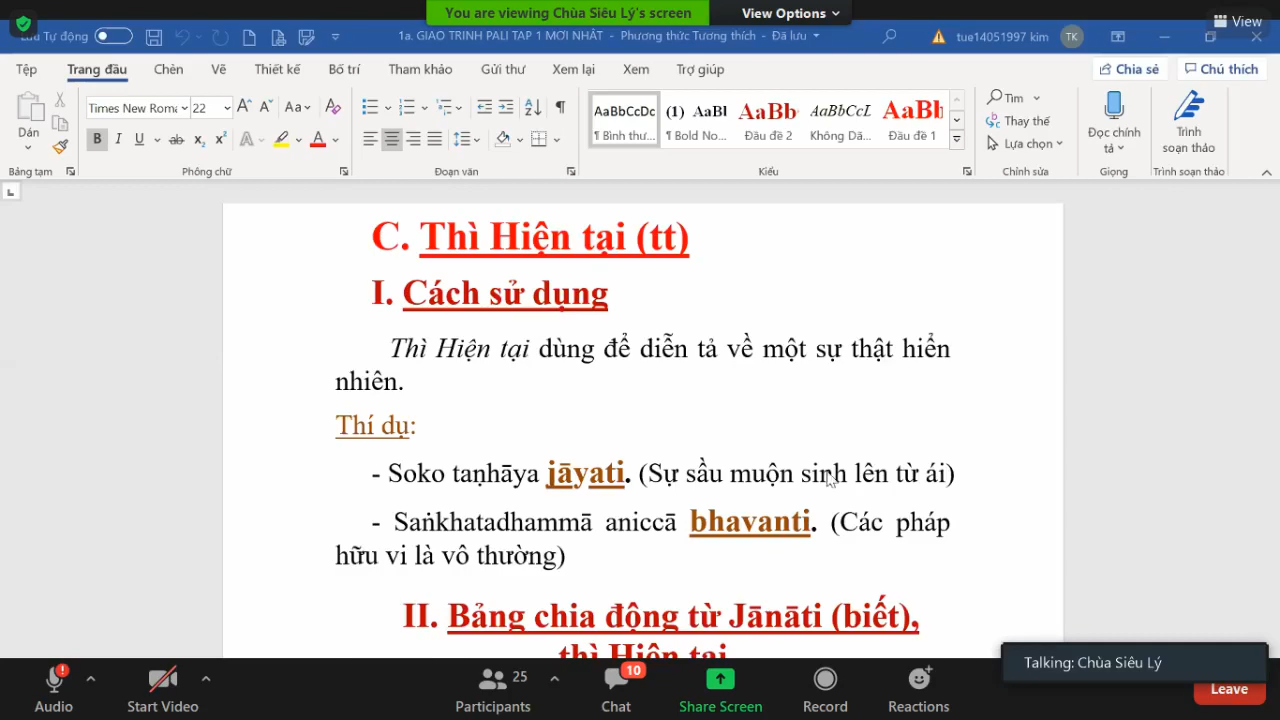 You are viewing Chùa Siêu Lý's screen
View Options
View
Lưu Tự động
1a. GIAO TRINH PALI TAP 1 MOI NHẤT - Phương thức Tương thích - Đã lưu
tue14051997 kim
TK
Tệp Trang đầu Chèn Vẽ Thiết kế Bố trí Tham khảo Gửi thư Xem lại Xem Trợ giúp
Chia sẻ Chú thích
Dán
Times New Roma 22
AaBbCcDc (1) AaBl AaBb AaBbCcL AaBb
¶ Bình thư... ¶ Bold No... Đầu đề 2 Không Dã... Đầu đề 1
Tìm
Thay thế
Lựa chọn
Đọc chính tả
Trình soạn thảo
Bảng tạm Phông chữ Đoạn văn Kiểu Chỉnh sửa Giọng Trình soạn thảo
C. Thì Hiện tại (tt)
I. Cách sử dụng
Thì Hiện tại dùng để diễn tả về một sự thật hiển
nhiên.
Thí dụ:
- Soko taṇhāya jāyati. (Sự sầu muộn sinh lên từ ái)
- Saṅkhatadhammā aniccā bhavanti. (Các pháp
hữu vi là vô thường)
II. Bảng chia động từ Jānāti (biết),
thì Hiện tại
Talking: Chùa Siêu Lý
Audio
Start Video
Participants 25
Chat 10
Share Screen
Record
Reactions
Leave